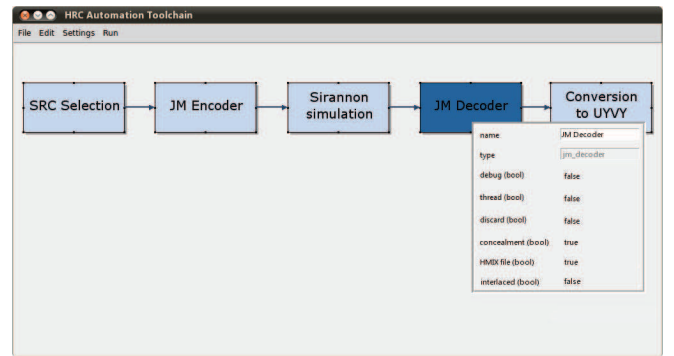 HRC Automation Toolchain
File Edit Settings Run
SRC Selection
JM Encoder
Sirannon
simulation
JM Decoder
Conversion
to UYVY
name JM Decoder
type jm_decoder
debug (bool) false
thread (bool) false
discard (bool) false
concealment (bool) true
HMIX file (bool) true
interlaced (bool) false